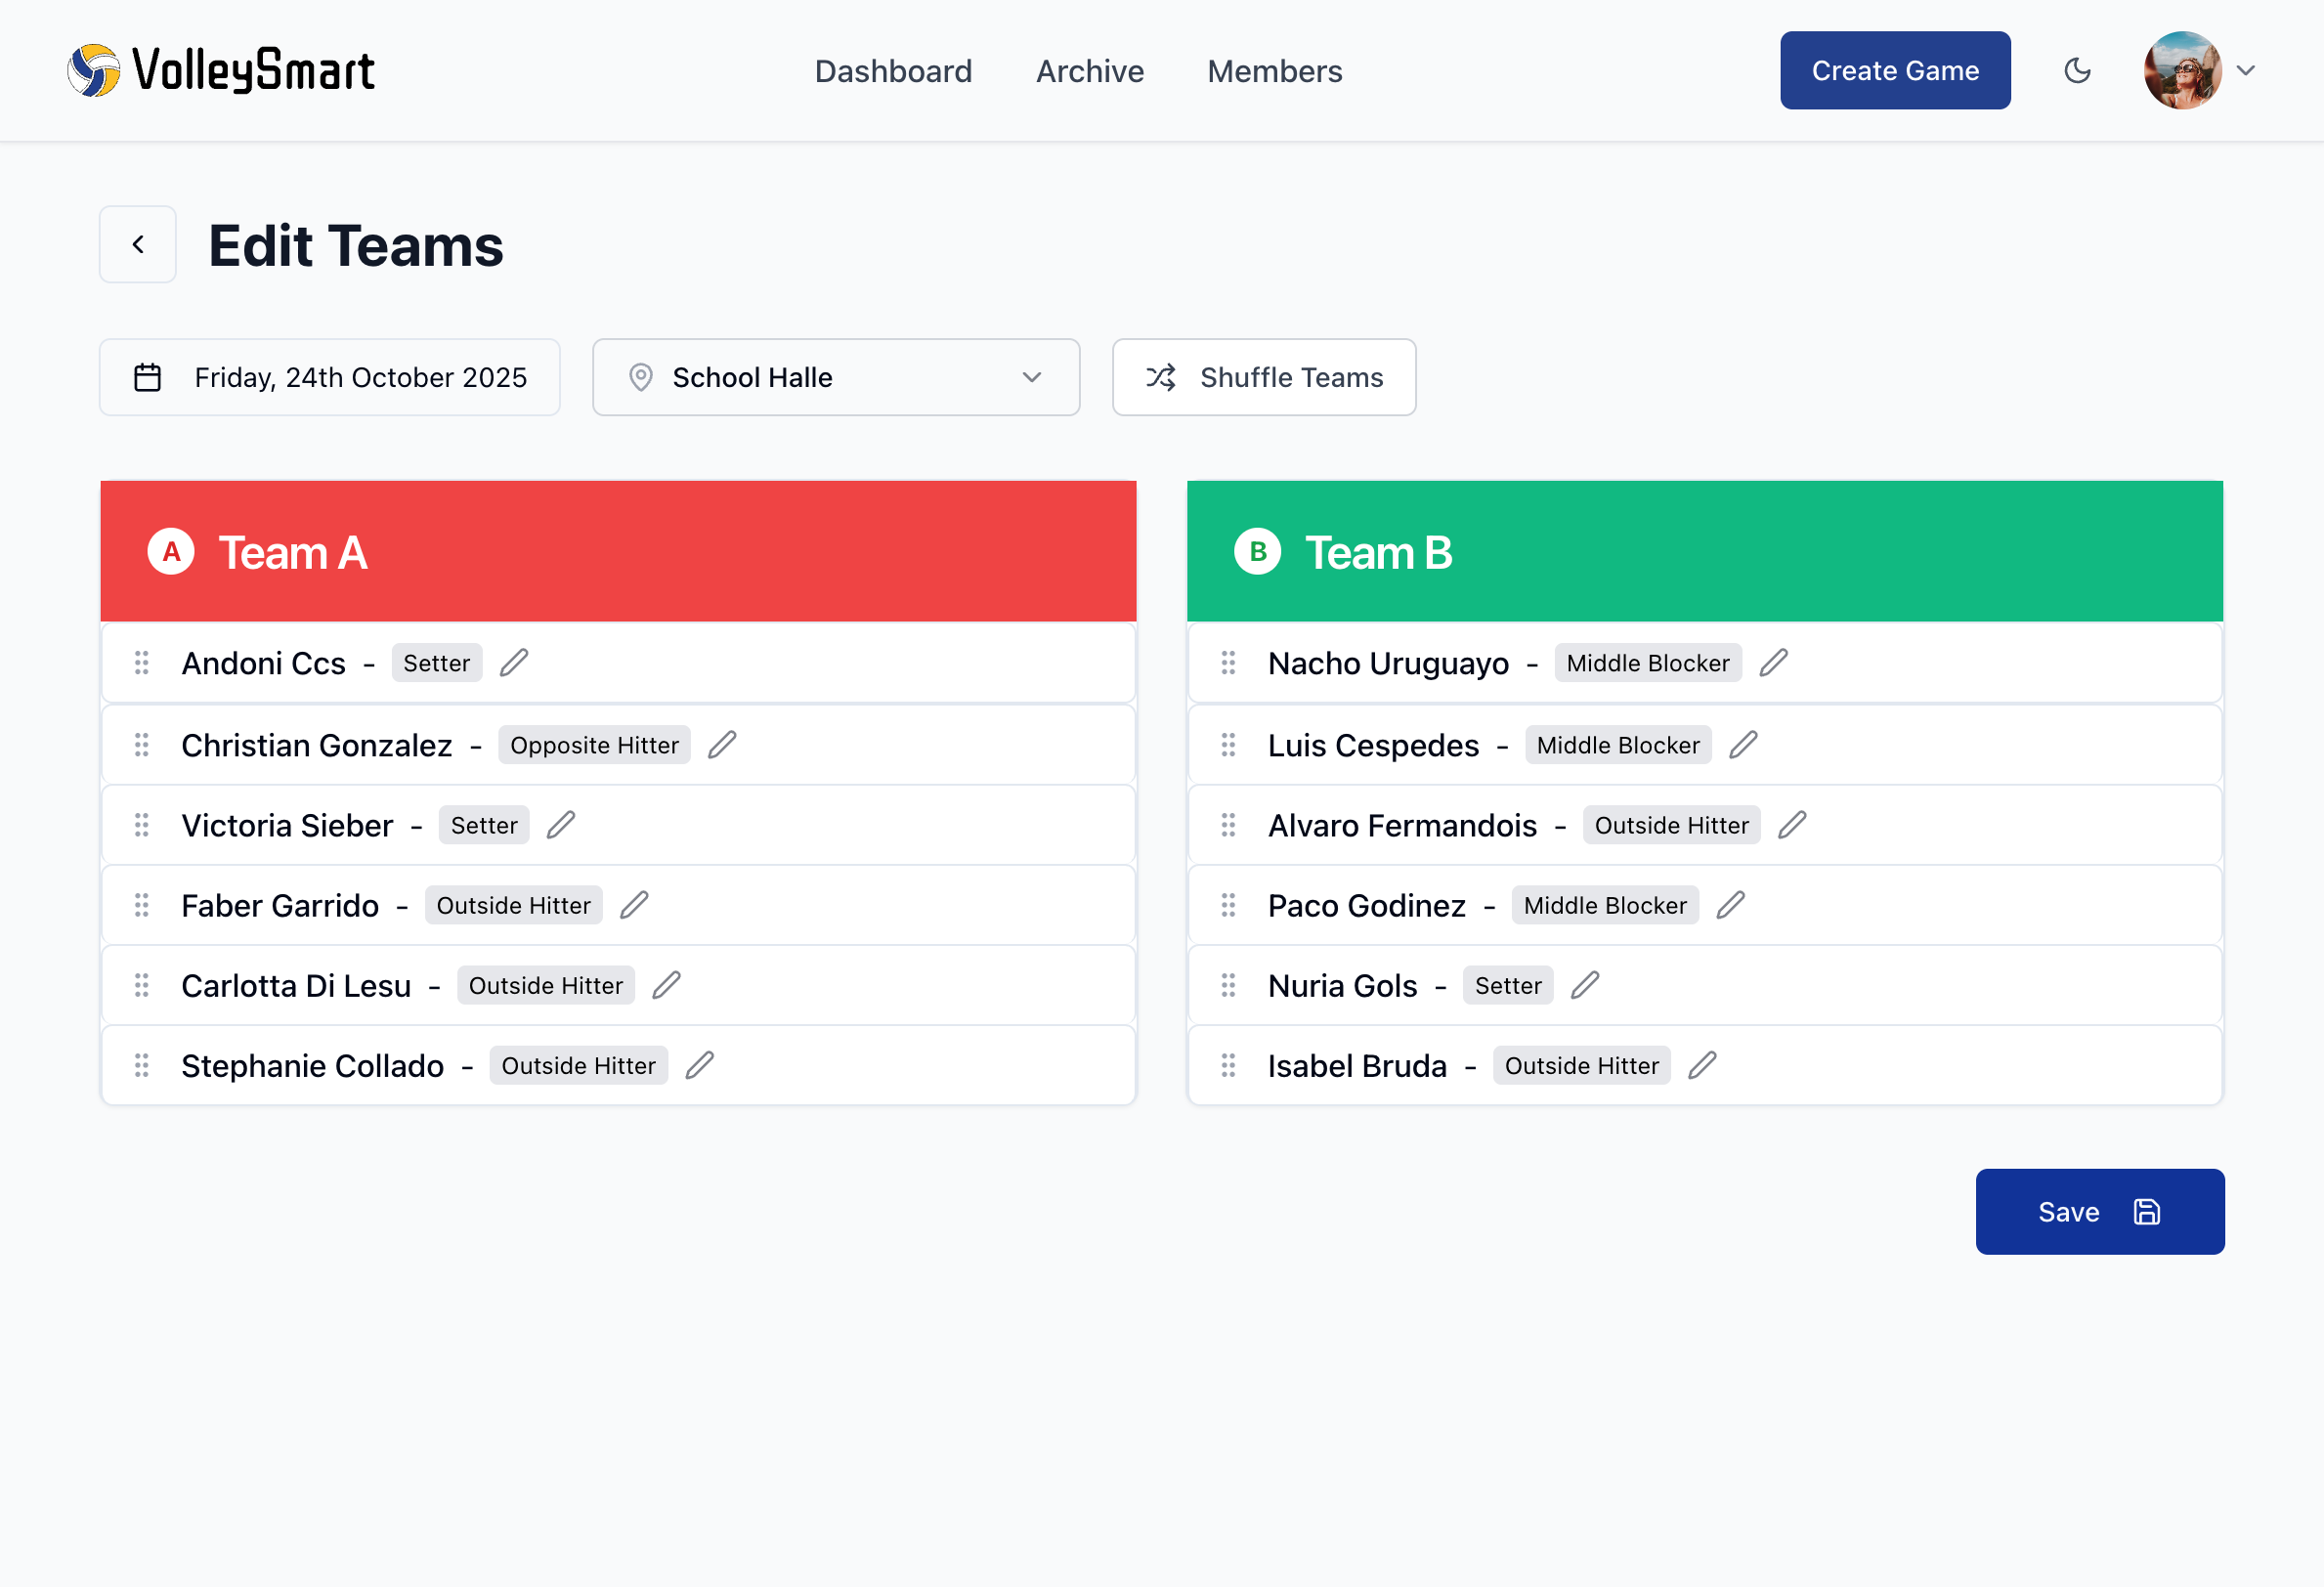 VolleySmart
Dashboard Archive Members
Create Game
Edit Teams
Friday, 24th October 2025
School Halle
Shuffle Teams
A Team A
Andoni Ccs - Setter
Christian Gonzalez - Opposite Hitter
Victoria Sieber - Setter
Faber Garrido - Outside Hitter
Carlotta Di Lesu - Outside Hitter
Stephanie Collado - Outside Hitter
B Team B
Nacho Uruguayo - Middle Blocker
Luis Cespedes - Middle Blocker
Alvaro Fermandois - Outside Hitter
Paco Godinez - Middle Blocker
Nuria Gols - Setter
Isabel Bruda - Outside Hitter
Save